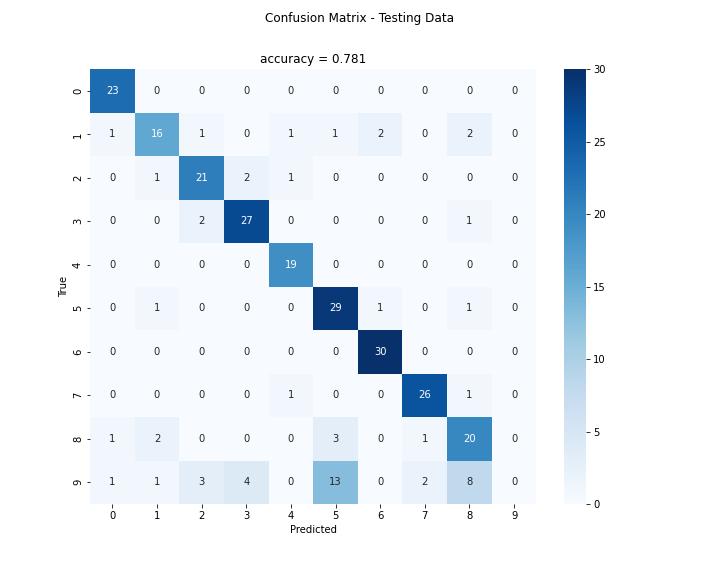 Confusion Matrix - Testing Data
accuracy = 0.781
0 23 0 0 0 0 0 0 0 0 0
1 1 16 1 0 1 1 2 0 2 0
2 0 1 21 2 1 0 0 0 0 0
3 0 0 2 27 0 0 0 0 1 0
4 0 0 0 0 19 0 0 0 0 0
5 0 1 0 0 0 29 1 0 1 0
6 0 0 0 0 0 0 30 0 0 0
7 0 0 0 0 1 0 0 26 1 0
8 1 2 0 0 0 3 0 1 20 0
9 1 1 3 4 0 13 0 2 8 0
0 1 2 3 4 5 6 7 8 9
Predicted
True
30
25
20
15
10
5
0